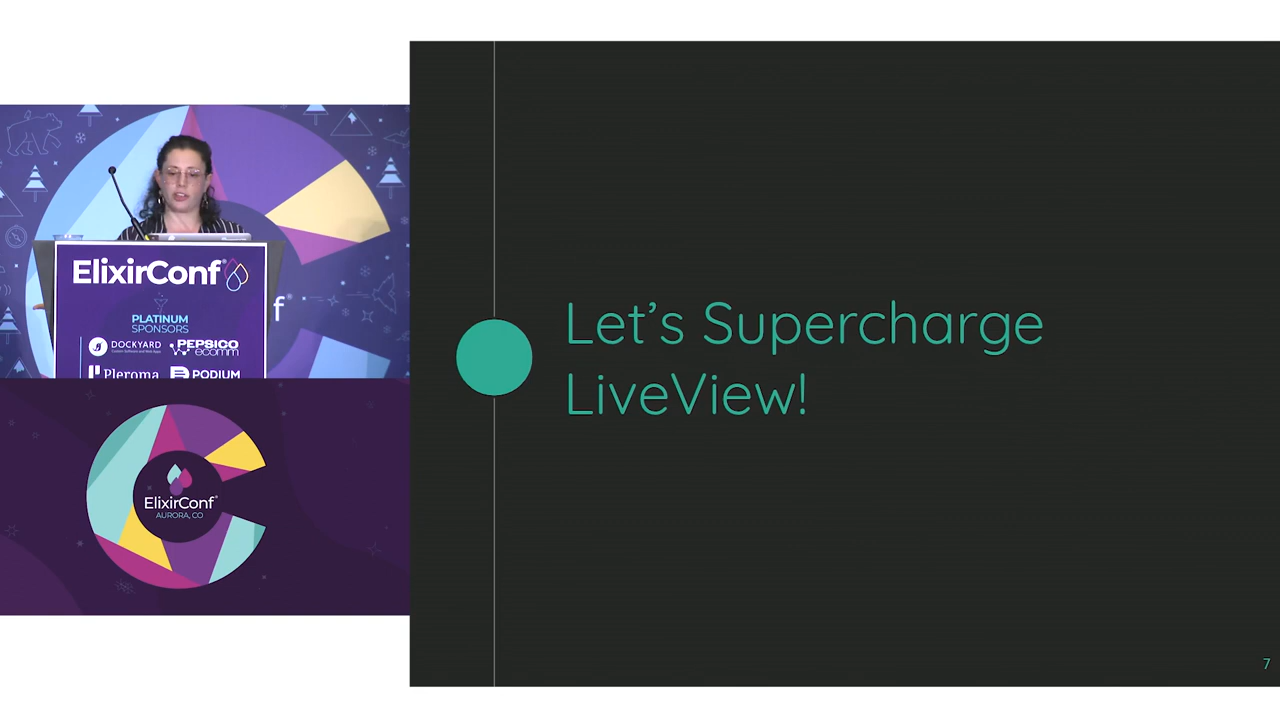 ElixirConf
f
PLATINUM
SPONSORS
DOCKYARD
PEPSICO
ecomm
Pleroma
PODIUM
ElixirConf
AURORA, CO
Let's Supercharge
LiveView!
7